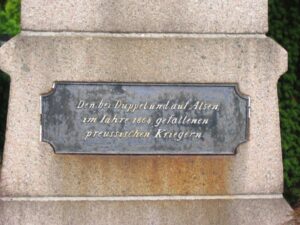 Den bei Düppel und auf Alsen
im Jahre 1864 gefallenen
preussischen Kriegern.